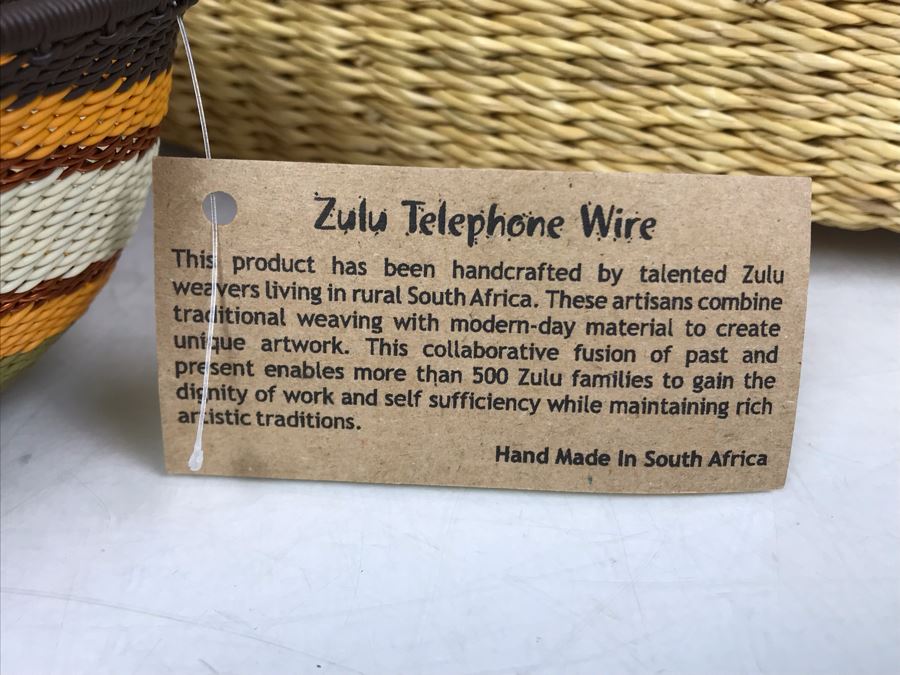 Zulu Telephone Wire
This product has been handcrafted by talented Zulu
weavers living in rural South Africa. These artisans combine
traditional weaving with modern-day material to create
unique artwork. This collaborative fusion of past and
present enables more than 500 Zulu families to gain the
dignity of work and self sufficiency while maintaining rich
artistic traditions.
Hand Made In South Africa